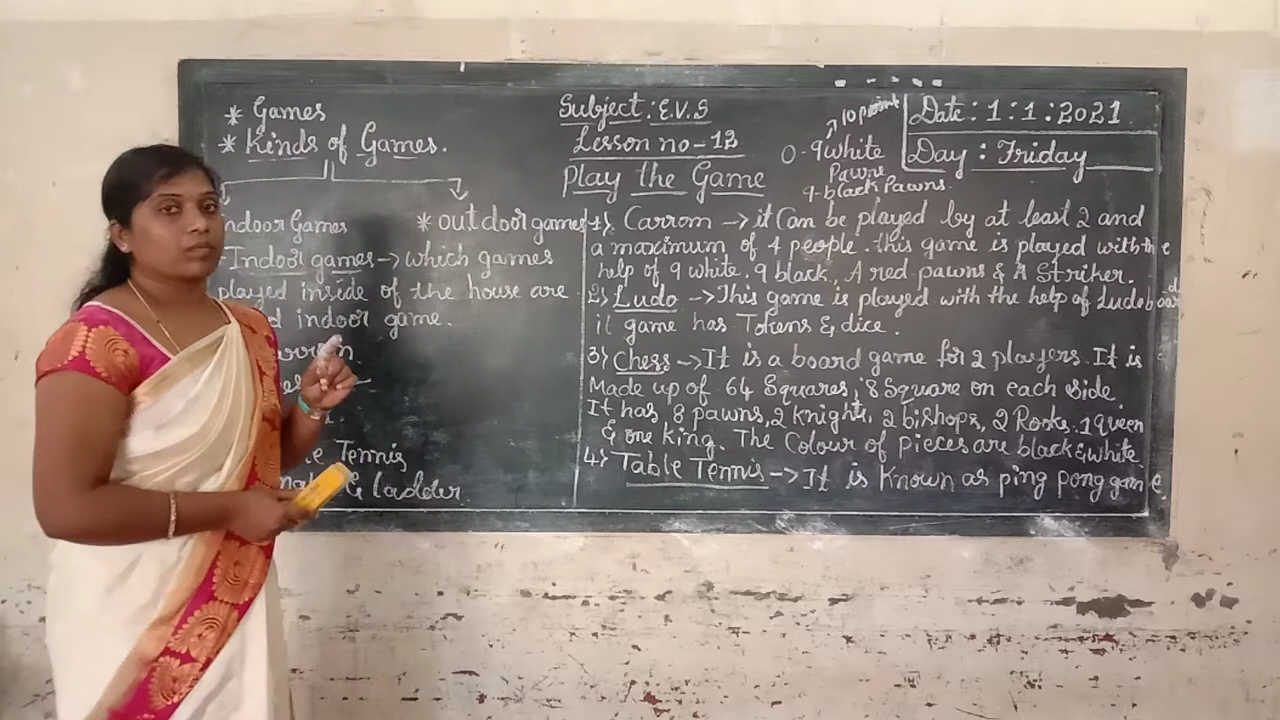 * Games
* Kinds of Games.
indoor Games * outdoor games
Indoor games → which games
played inside of the house are
indoor game.
Tennis
& ladder
Subject : E.V.S
Lesson no - 12
Play the Game
→ 10 point
0 - 9 white
Pawns
9 - black Pawns.
Date : 1 : 1 : 2021
Day : Friday
1) Carrom → it Can be played by at least 2 and
a maximum of 4 people. this game is played with the
help of 9 white. 9 black, A red pawns & A Striker.
2) Ludo → This game is played with the help of Ludo board
it game has Tokens & dice.
3) Chess → It is a board game for 2 players. It is
Made up of 64 Squares, 8 Square on each side
It has 8 pawns, 2 knights, 2 bishops, 2 Rooks. 1 queen
& one king. The Colour of Pieces are black & white.
4) Table Tennis → It is known as ping pong game